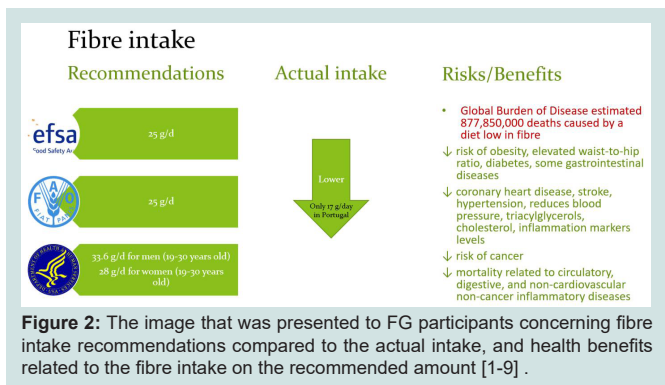 Fibre intake
Recommendations
Actual intake
Risks/Benefits
efsa
Food Safety Au
25 g/d
F A O
FIAT PANIS
25 g/d
33.6 g/d for men (19-30 years old)
28 g/d for women (19-30 years
old)
Lower
Only 17 g/day
in Portugal
• Global Burden of Disease estimated
877,850,000 deaths caused by a
diet low in fibre
↓ risk of obesity, elevated waist-to-hip
ratio, diabetes, some gastrointestinal
diseases
↓ coronary heart disease, stroke,
hypertension, reduces blood
pressure, triacylglycerols,
cholesterol, inflammation markers
levels
↓ risk of cancer
↓ mortality related to circulatory,
digestive, and non-cardiovascular
non-cancer inflammatory diseases
Figure 2: The image that was presented to FG participants concerning fibre
intake recommendations compared to the actual intake, and health benefits
related to the fibre intake on the recommended amount [1-9] .